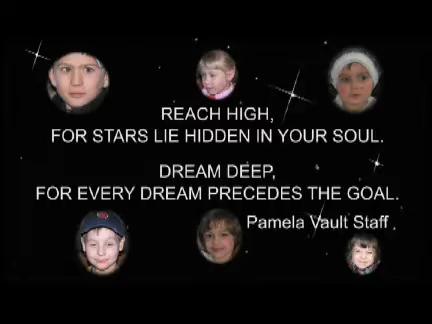 REACH HIGH,
FOR STARS LIE HIDDEN IN YOUR SOUL.
DREAM DEEP,
FOR EVERY DREAM PRECEDES THE GOAL.
Pamela Vault Staff